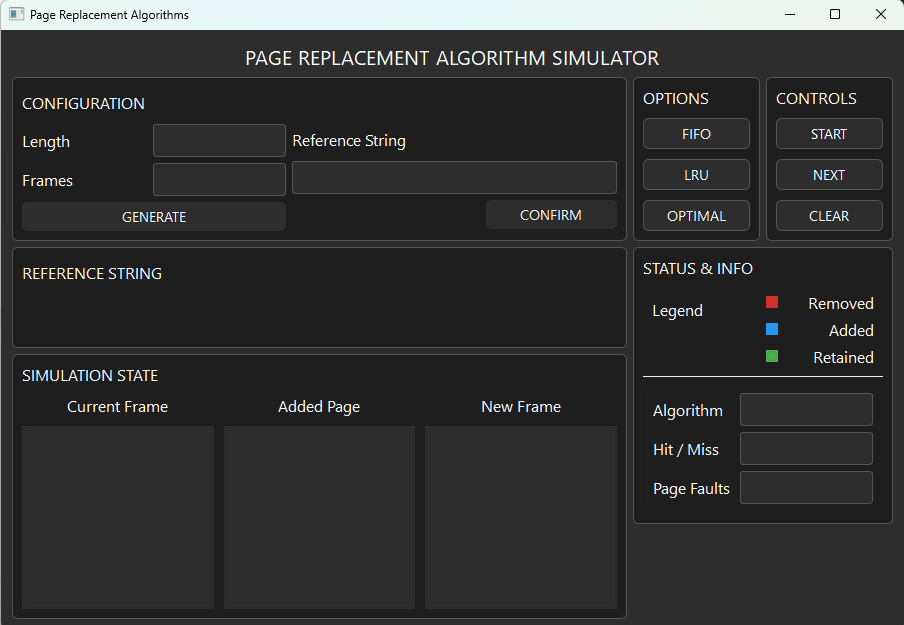 Page Replacement Algorithms
PAGE REPLACEMENT ALGORITHM SIMULATOR
CONFIGURATION
Length
Reference String
Frames
GENERATE
CONFIRM
OPTIONS
FIFO
LRU
OPTIMAL
CONTROLS
START
NEXT
CLEAR
REFERENCE STRING
SIMULATION STATE
Current Frame
Added Page
New Frame
STATUS & INFO
Legend
Removed
Added
Retained
Algorithm
Hit / Miss
Page Faults